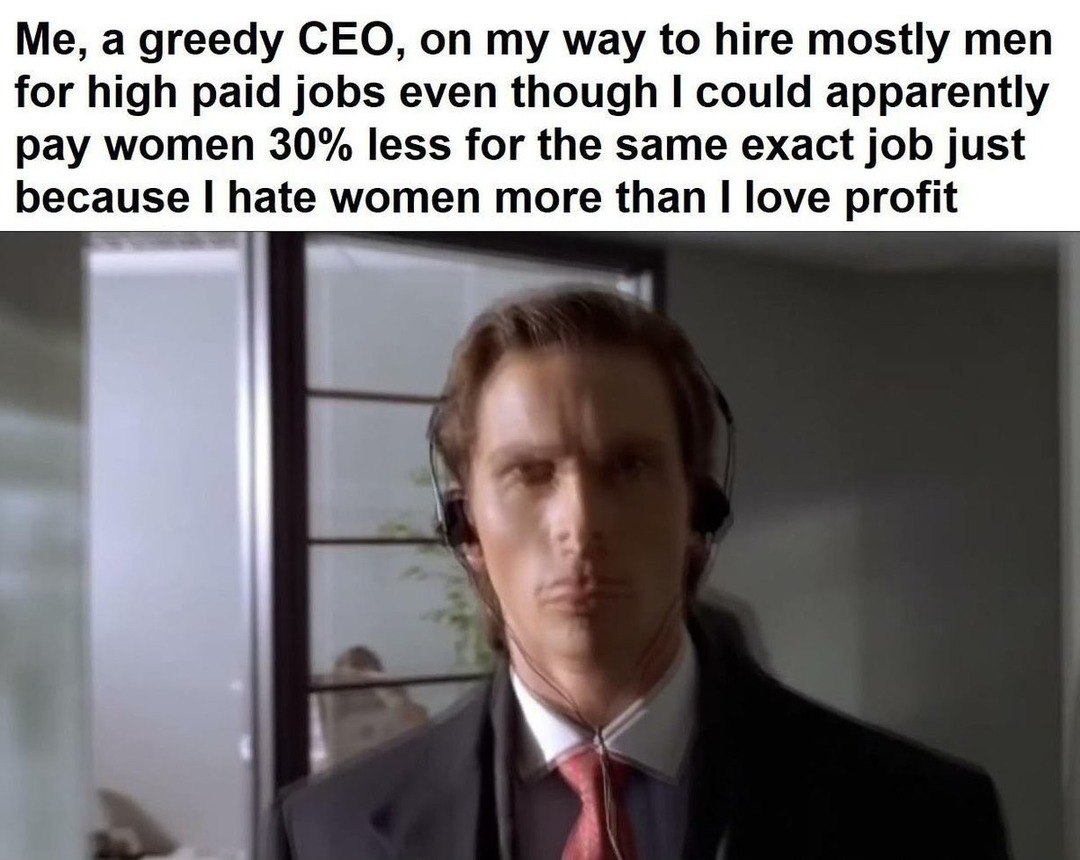 Me, a greedy CEO, on my way to hire mostly men
for high paid jobs even though I could apparently
pay women 30% less for the same exact job just
because I hate women more than I love profit